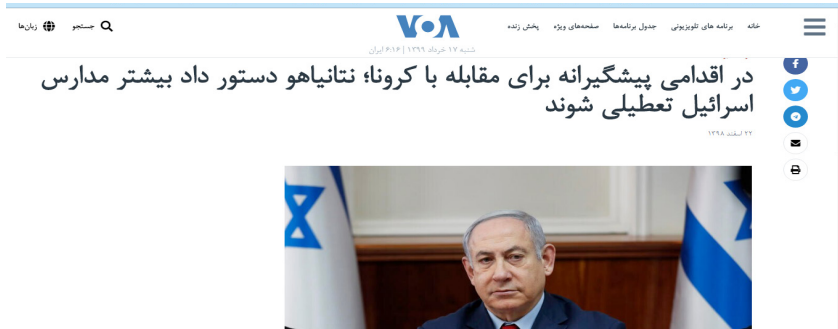 خانه برنامه های تلویزیونی جدول برنامه‌ها صفحه‌های ویژه پخش زنده VOA جستجو زبان‌ها
شنبه ۱۷ خرداد ۱۳۹۹ | ۶:۱۶ ایران
در اقدامی پیشگیرانه برای مقابله با کرونا؛ نتانیاهو دستور داد بیشتر مدارس
اسرائیل تعطیلی شوند
۲۲ اسفند ۱۳۹۸